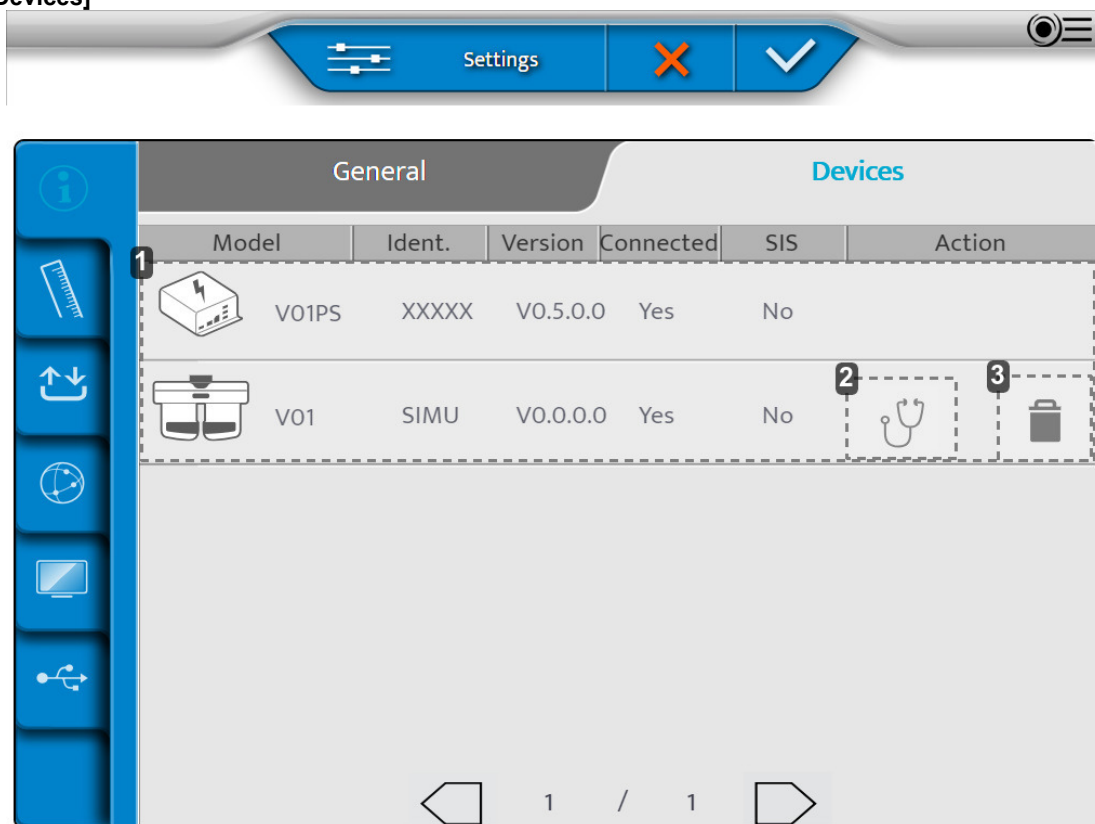 Devices]
Settings
General Devices
Model Ident. Version Connected SIS Action
1
V01PS XXXXX V0.5.0.0 Yes No
2 3
V01 SIMU V0.0.0.0 Yes No
1 / 1